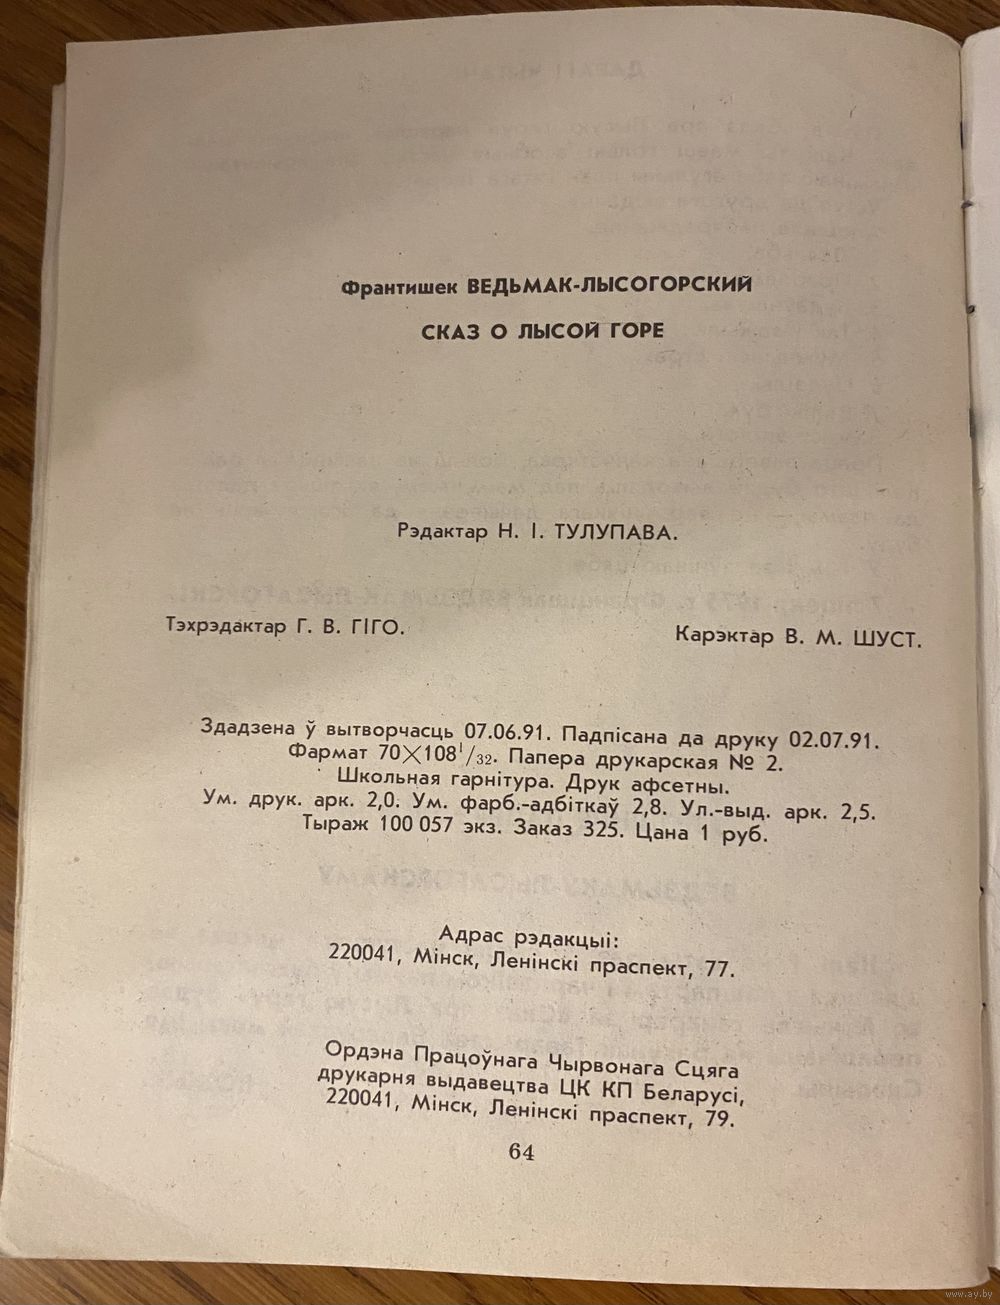 Франтишек ВЕДЬМАК-ЛЫСОГОРСКИЙ
СКАЗ О ЛЫСОЙ ГОРЕ
Рэдактар Н. І. ТУЛУПАВА.
Тэхрэдактар Г. В. ГІГО.
Карэктар В. М. ШУСТ.
Здадзена ў вытворчасць 07.06.91. Падпісана да друку 02.07.91.
Фармат 70×108¹/₃₂. Папера друкарская № 2.
Школьная гарнітура. Друк афсетны.
Ум. друк. арк. 2,0. Ум. фарб.-адбіткаў 2,8. Ул.-выд. арк. 2,5.
Тыраж 100 057 экз. Заказ 325. Цана 1 руб.
Адрас рэдакцыі:
220041, Мінск, Ленінскі праспект, 77.
Ордэна Працоўнага Чырвонага Сцяга
друкарня выдавецтва ЦК КП Беларусі,
220041, Мінск, Ленінскі праспект, 79.
64
www.ay.by